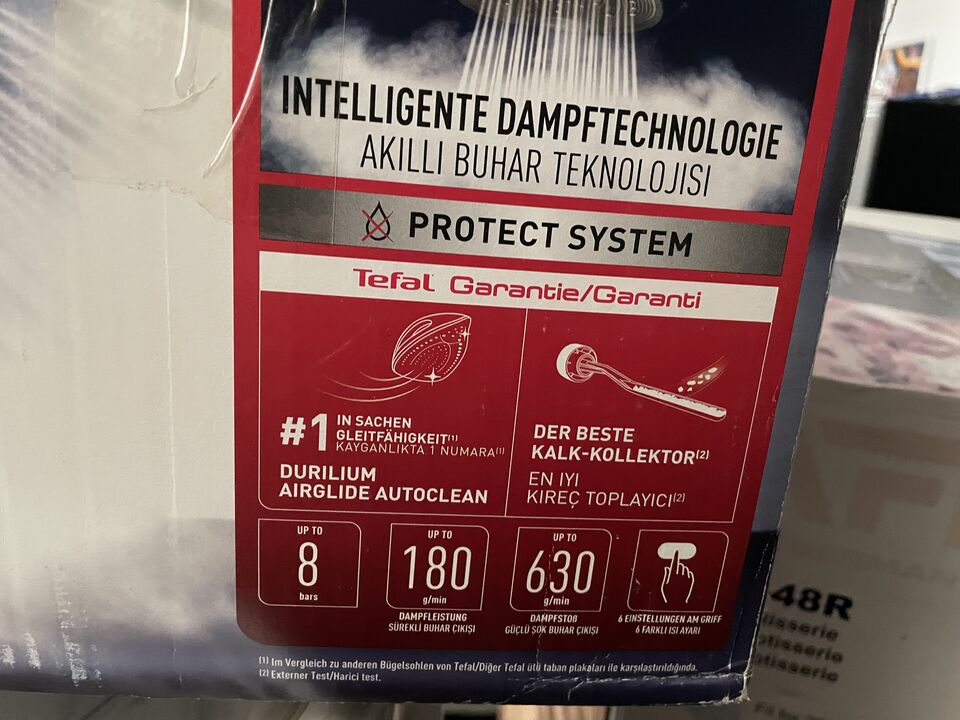 INTELLIGENTE DAMPFTECHNOLOGIE
AKILLI BUHAR TEKNOLOJISI
PROTECT SYSTEM
Tefal Garantie/Garanti
#1 IN SACHEN
GLEITFÄHIGKEIT(1)
KAYGANLIKTA 1 NUMARA(1)
DURILIUM
AIRGLIDE AUTOCLEAN
DER BESTE
KALK-KOLLEKTOR(2)
EN IYI
KIREÇ TOPLAYICI(2)
UP TO
8
bars
UP TO
180
g/min
DAMPFLEISTUNG
SÜREKLİ BUHAR ÇIKIŞI
UP TO
630
g/min
DAMPFSTOß
GÜÇLÜ ŞOK BUHAR ÇIKIŞI
6 EINSTELLUNGEN AM GRIFF
6 FARKLI ISI AYARI
(1) Im Vergleich zu anderen Bügelsohlen von Tefal/Diğer Tefal ütü taban plakaları ile karşılaştırıldığında.
(2) Externer Test/Harici test.
48R
tisserie
otisserie
otisserie